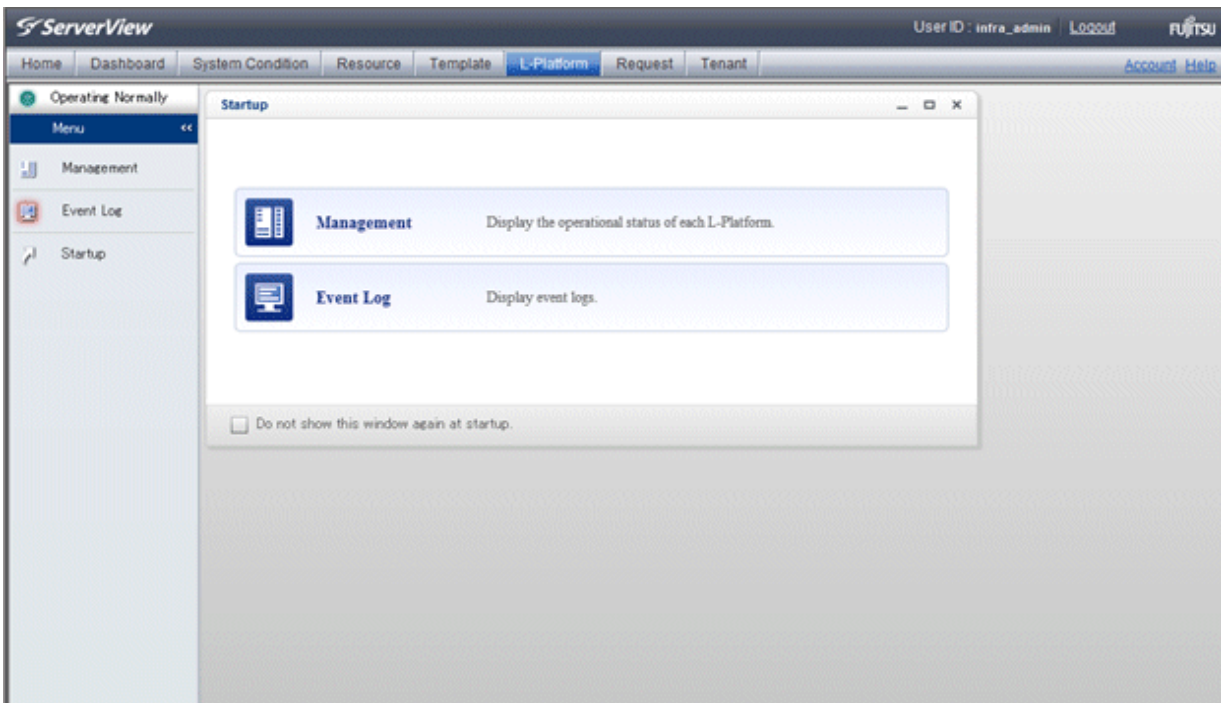 ServerView
User ID : infra_admin Logout FUJITSU
Home Dashboard System Condition Resource Template L-Platform Request Tenant Account Help
Operating Normally
Menu <<
Management
Event Log
Startup
Startup
Management Display the operational status of each L-Platform.
Event Log Display event logs.
Do not show this window again at startup.